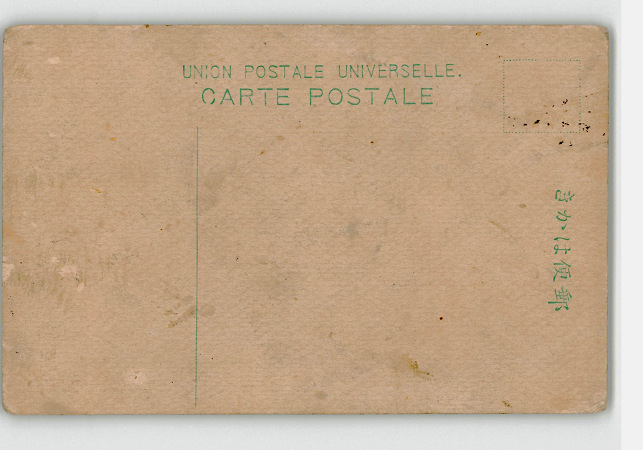 UNION POSTALE UNIVERSELLE.
CARTE POSTALE
郵便はかき